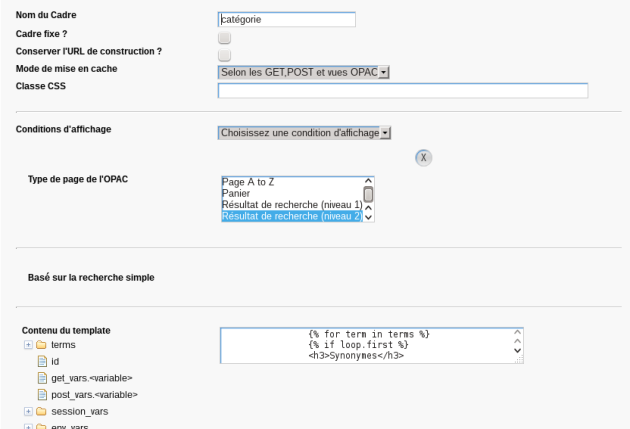 Nom du Cadre
catégorie
Cadre fixe ?
Conserver l'URL de construction ?
Mode de mise en cache
Selon les GET,POST et vues OPAC
Classe CSS
Conditions d'affichage
Choisissez une condition d'affichage
X
Type de page de l'OPAC
Page A to Z
Panier
Résultat de recherche (niveau 1)
Résultat de recherche (niveau 2)
Basé sur la recherche simple
Contenu du template
{% for term in terms %}
{% if loop.first %}
<h3>Synonymes</h3>
terms
id
get_vars.<variable>
post_vars.<variable>
session_vars
env_vars